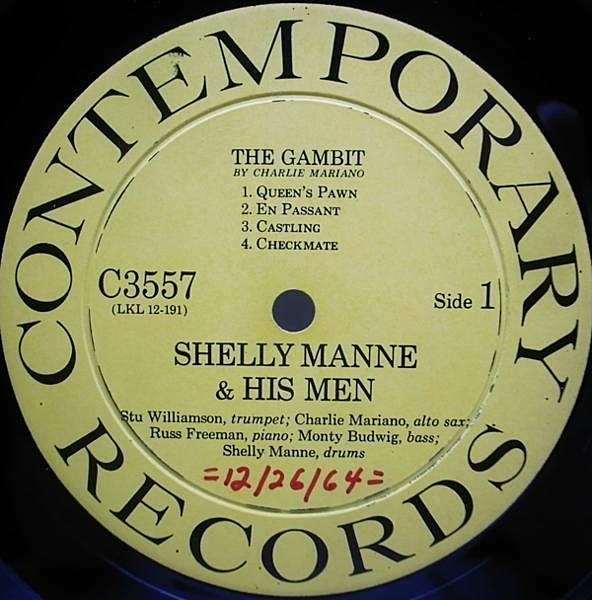 CONTEMPORARY
THE GAMBIT
BY CHARLIE MARIANO
1. QUEEN'S PAWN
2. EN PASSANT
3. CASTLING
4. CHECKMATE
C3557
(LKL 12-191)
Side 1
SHELLY MANNE
& HIS MEN
Stu Williamson, trumpet; Charlie Mariano, alto sax;
Russ Freeman, piano; Monty Budwig, bass;
Shelly Manne, drums
=12/26/64=
RECORDS